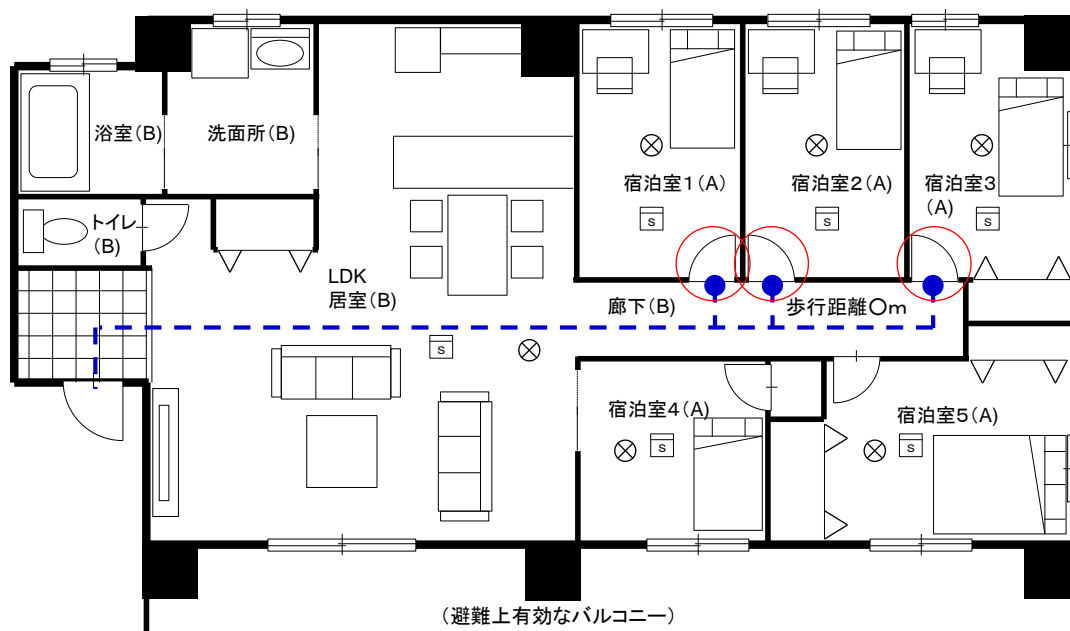 浴室(B)
洗面所(B)
宿泊室1(A)
宿泊室2(A)
宿泊室3
(A)
トイレ
(B)
S
S
S
LDK
居室(B)
廊下(B)
歩行距離〇m
S
宿泊室4(A)
宿泊室5(A)
S
S
(避難上有効なバルコニー)